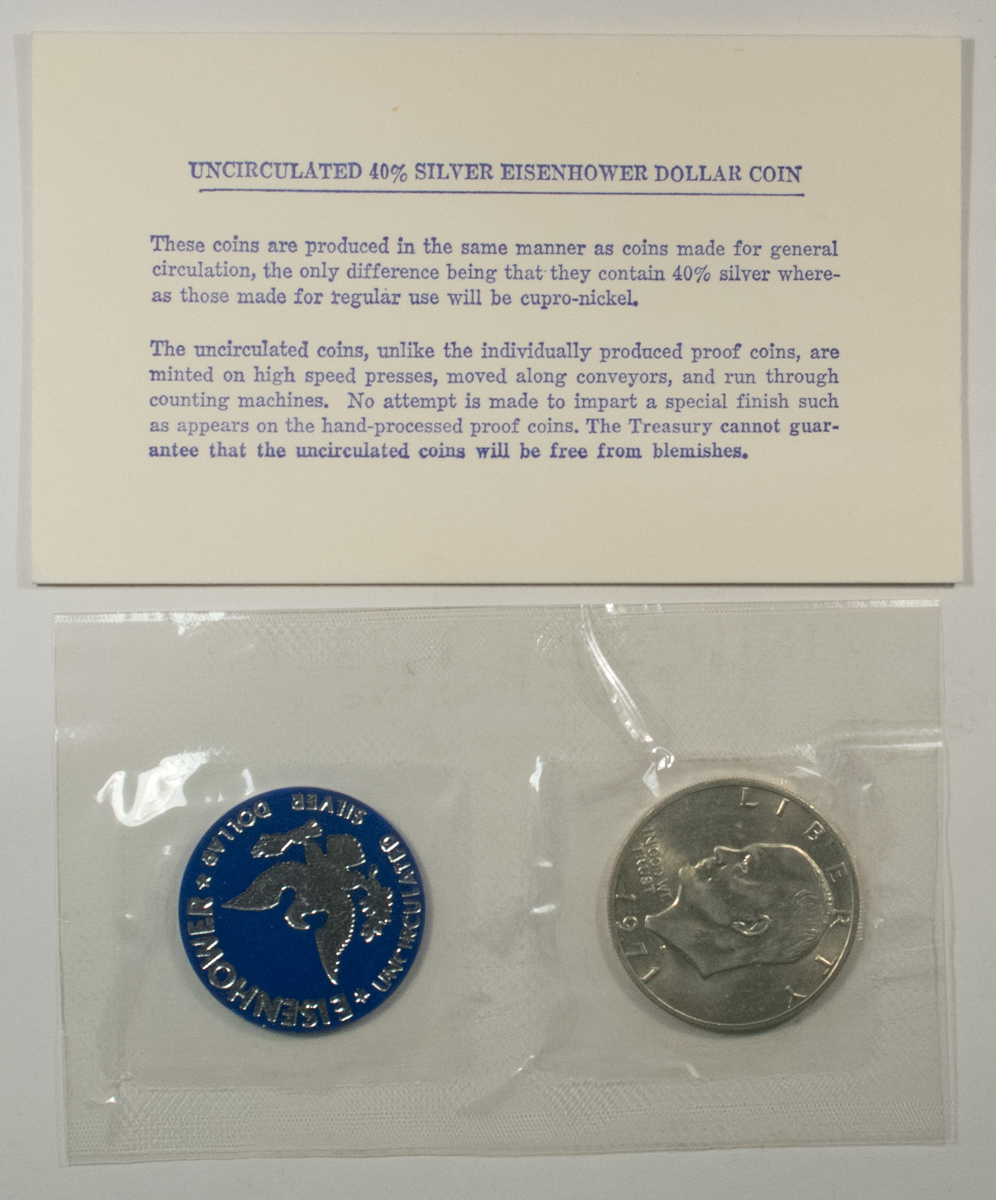 UNCIRCULATED 40% SILVER EISENHOWER DOLLAR COIN
These coins are produced in the same manner as coins made for general
circulation, the only difference being that they contain 40% silver where-
as those made for regular use will be cupro-nickel.
The uncirculated coins, unlike the individually produced proof coins, are
minted on high speed presses, moved along conveyors, and run through
counting machines. No attempt is made to impart a special finish such
as appears on the hand-processed proof coins. The Treasury cannot guar-
antee that the uncirculated coins will be free from blemishes.
EISENHOWER
UNCIRCULATED SILVER DOLLAR
LIBERTY
IN GOD WE
TRUST
1971